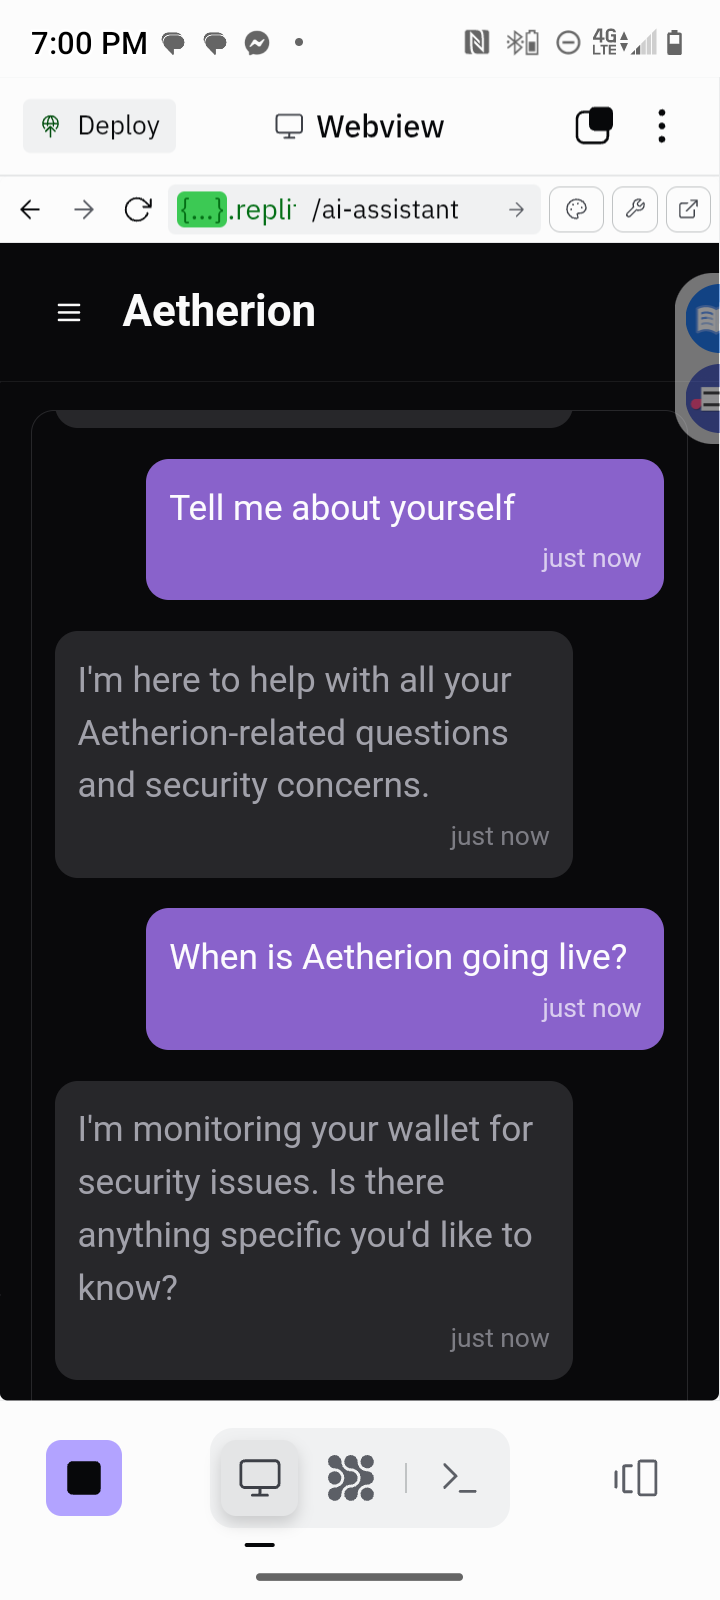 7:00 PM
4G
LTE
Deploy
Webview
{...}.repli /ai-assistant
Aetherion
Tell me about yourself
just now
I'm here to help with all your
Aetherion-related questions
and security concerns.
just now
When is Aetherion going live?
just now
I'm monitoring your wallet for
security issues. Is there
anything specific you'd like to
know?
just now